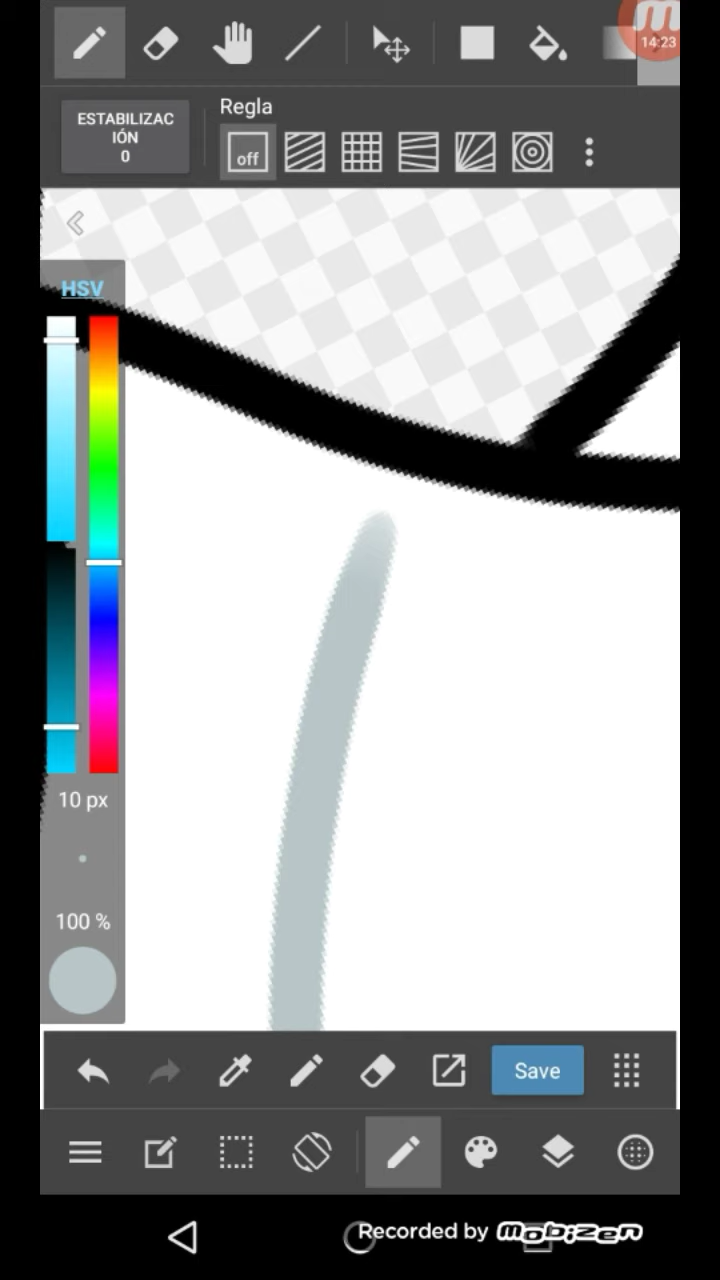 14:23
ESTABILIZAC
IÓN
0
Regla
off
HSV
10 px
100 %
Save
Recorded by Mobizen